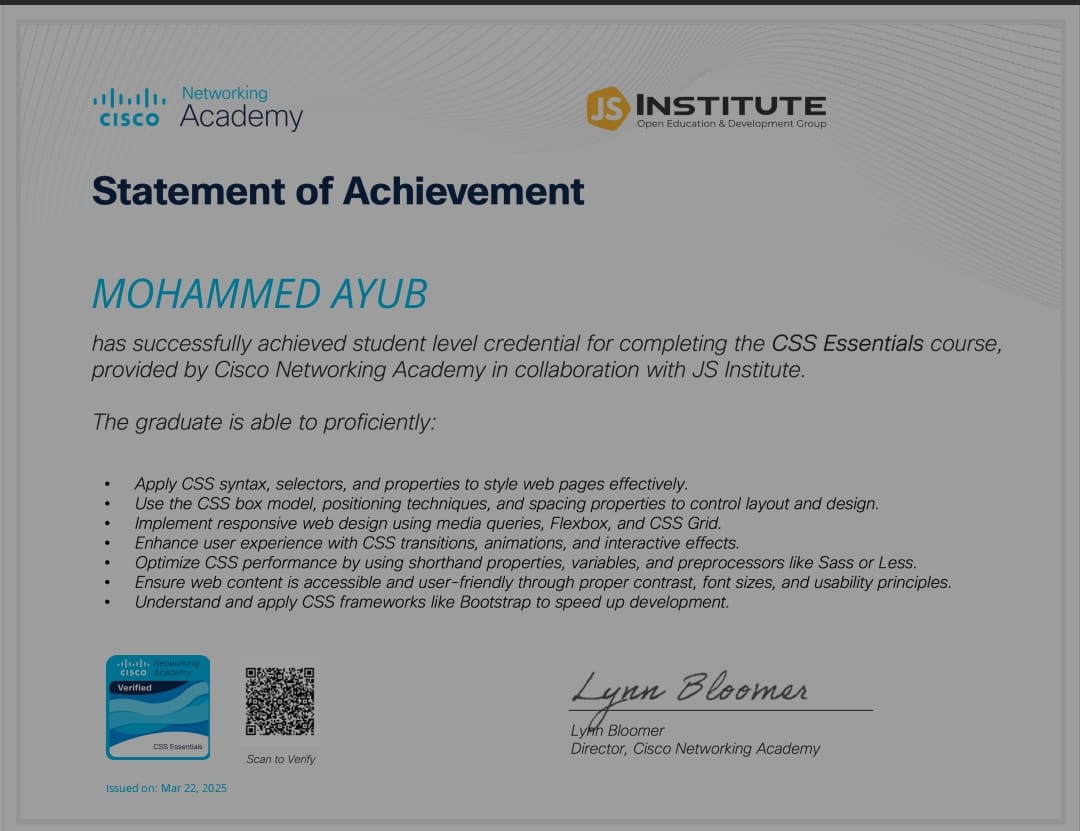 CISCO Networking Academy
JS INSTITUTE
Open Education & Development Group
Statement of Achievement
MOHAMMED AYUB
has successfully achieved student level credential for completing the CSS Essentials course,
provided by Cisco Networking Academy in collaboration with JS Institute.
The graduate is able to proficiently:
• Apply CSS syntax, selectors, and properties to style web pages effectively.
• Use the CSS box model, positioning techniques, and spacing properties to control layout and design.
• Implement responsive web design using media queries, Flexbox, and CSS Grid.
• Enhance user experience with CSS transitions, animations, and interactive effects.
• Optimize CSS performance by using shorthand properties, variables, and preprocessors like Sass or Less.
• Ensure web content is accessible and user-friendly through proper contrast, font sizes, and usability principles.
• Understand and apply CSS frameworks like Bootstrap to speed up development.
CISCO Networking Academy
Verified
CSS Essentials
Scan to Verify
Issued on: Mar 22, 2025
Lynn Bloomer
Lynn Bloomer
Director, Cisco Networking Academy